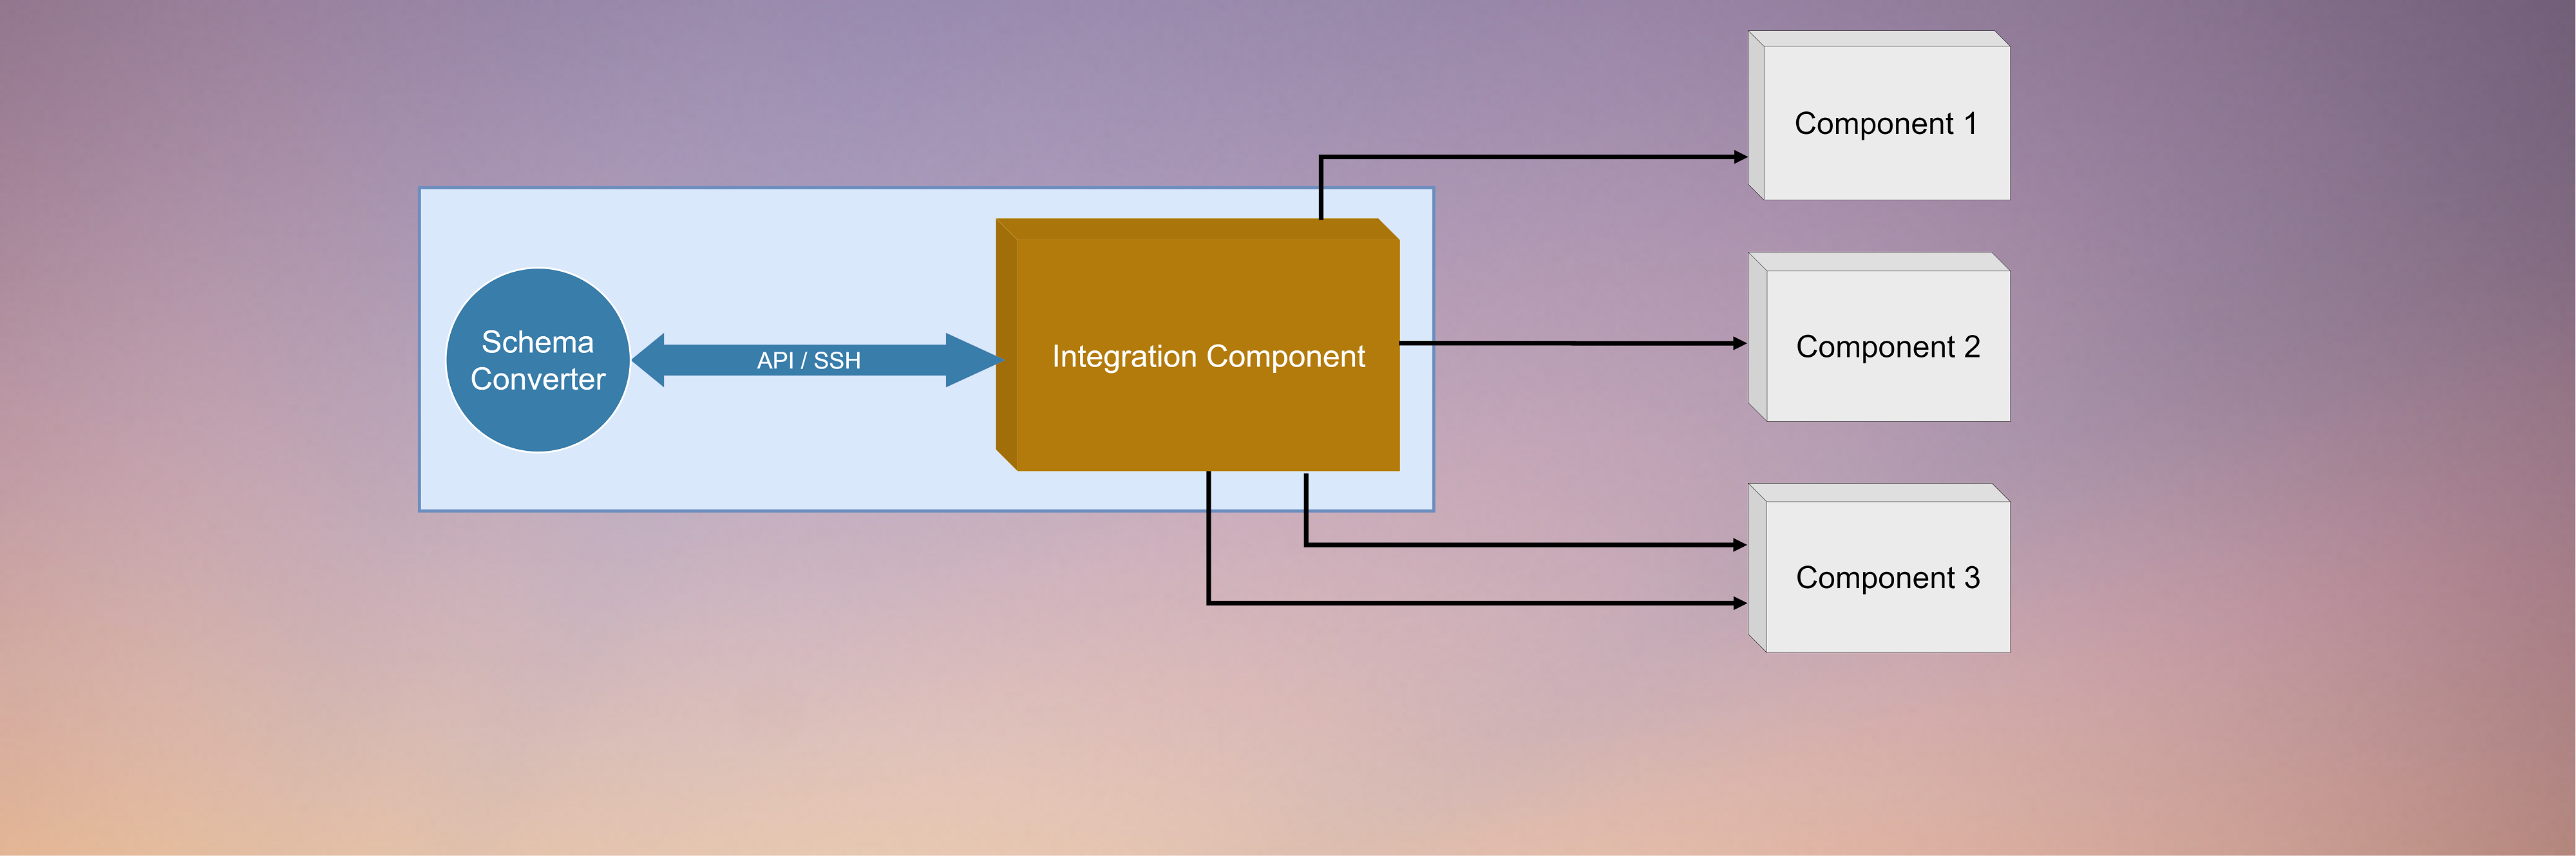 Component 1
Schema
Converter
API / SSH
Integration Component
Component 2
Component 3